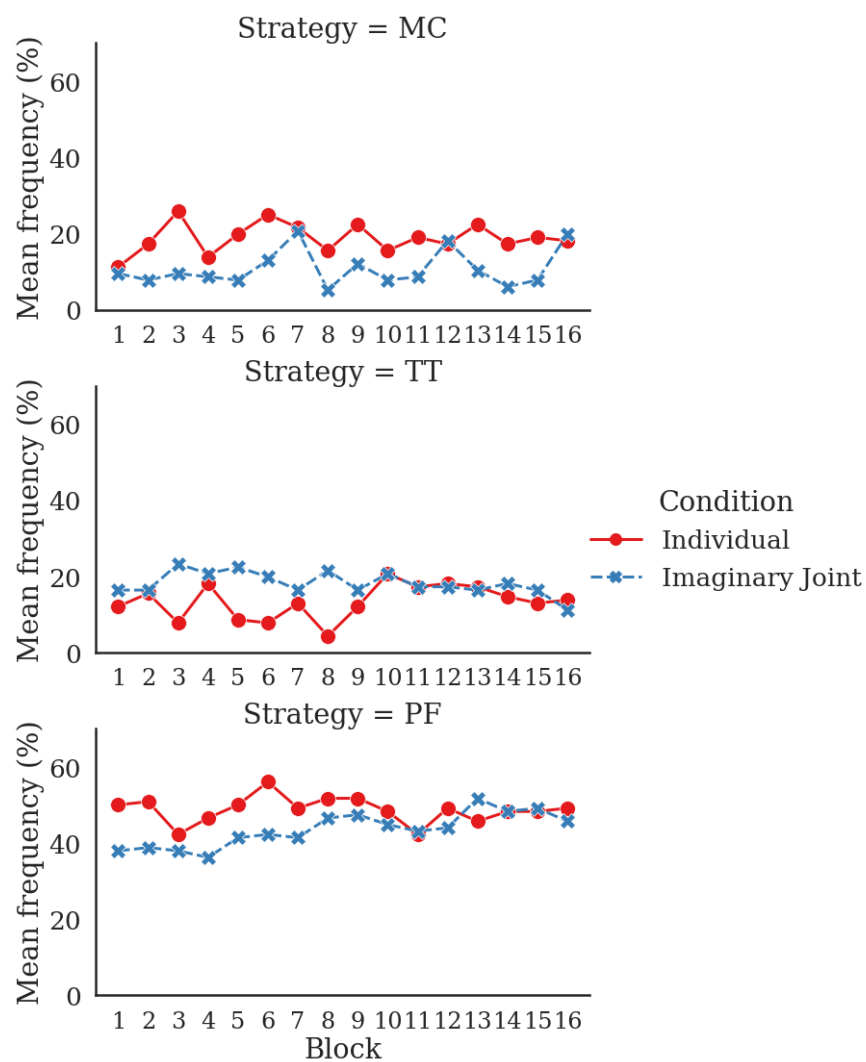 Strategy = MC
Mean frequency (%)
60
40
20
0
1 2 3 4 5 6 7 8 9 10 11 12 13 14 15 16
Strategy = TT
Mean frequency (%)
60
40
20
0
1 2 3 4 5 6 7 8 9 10 11 12 13 14 15 16
Condition
Individual
Imaginary Joint
Strategy = PF
Mean frequency (%)
60
40
20
0
1 2 3 4 5 6 7 8 9 10 11 12 13 14 15 16
Block